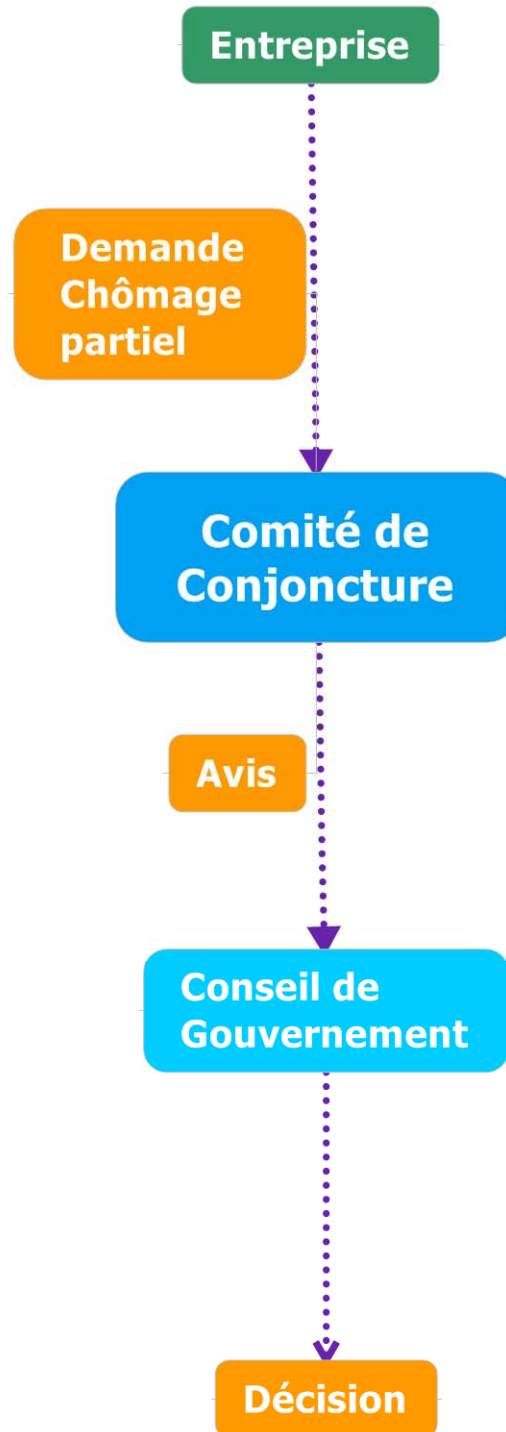 Entreprise
Demande
Chômage
partiel
Comité de
Conjoncture
Avis
Conseil de
Gouvernement
Décision